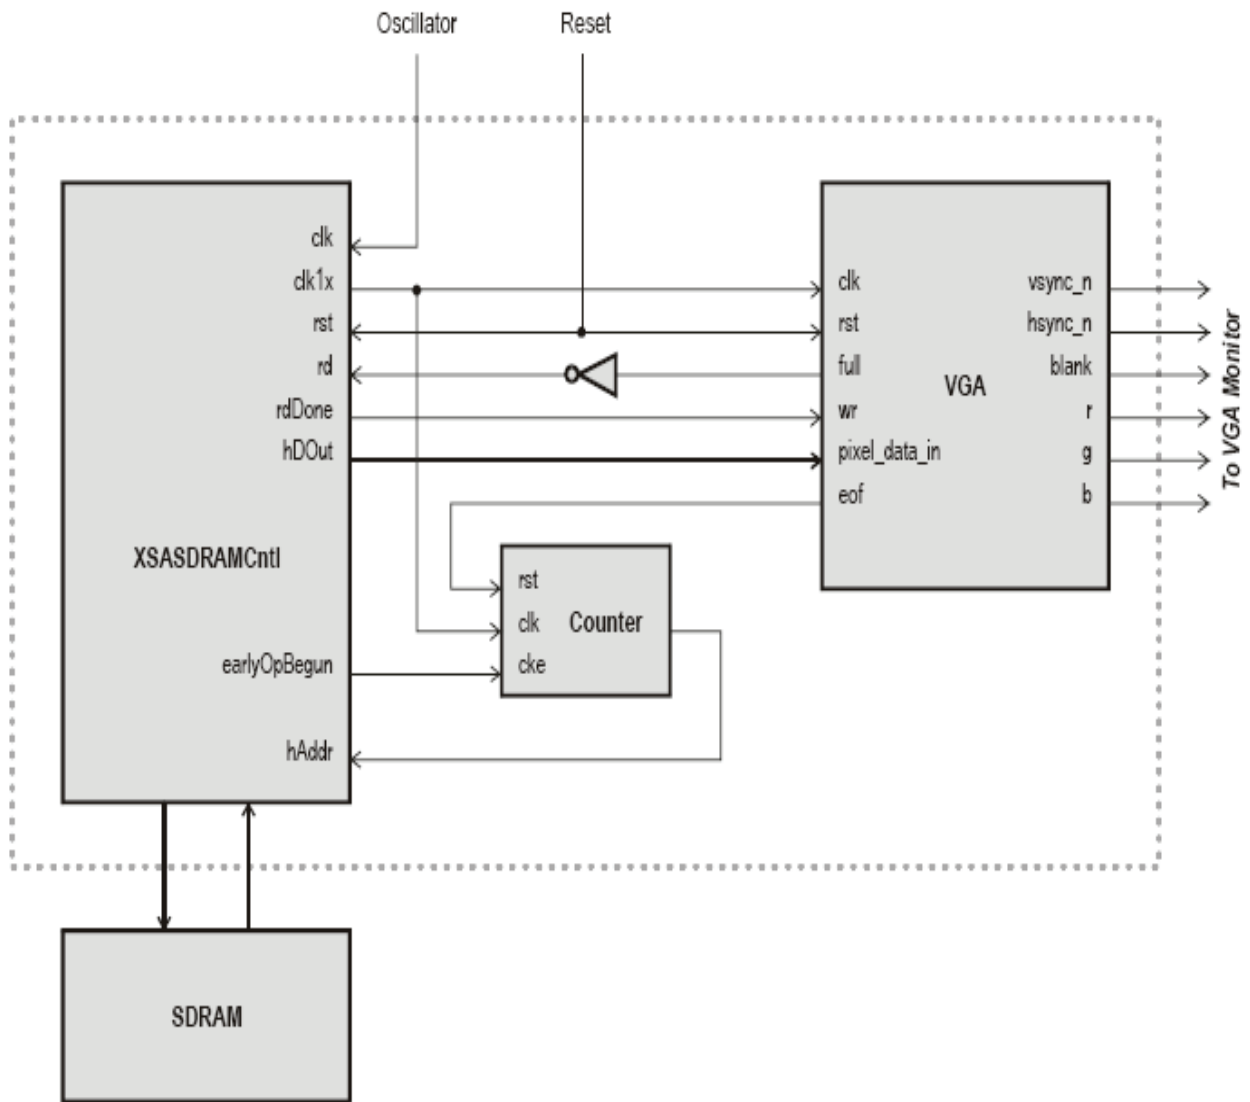 Oscillator
Reset
clk
clk1x
rst
rd
rdDone
hDOut
XSASDRAMCntl
earlyOpBegun
hAddr
clk
rst
full
wr
pixel_data_in
eof
VGA
vsync_n
hsync_n
blank
r
g
b
To VGA Monitor
rst
clk
cke
Counter
SDRAM